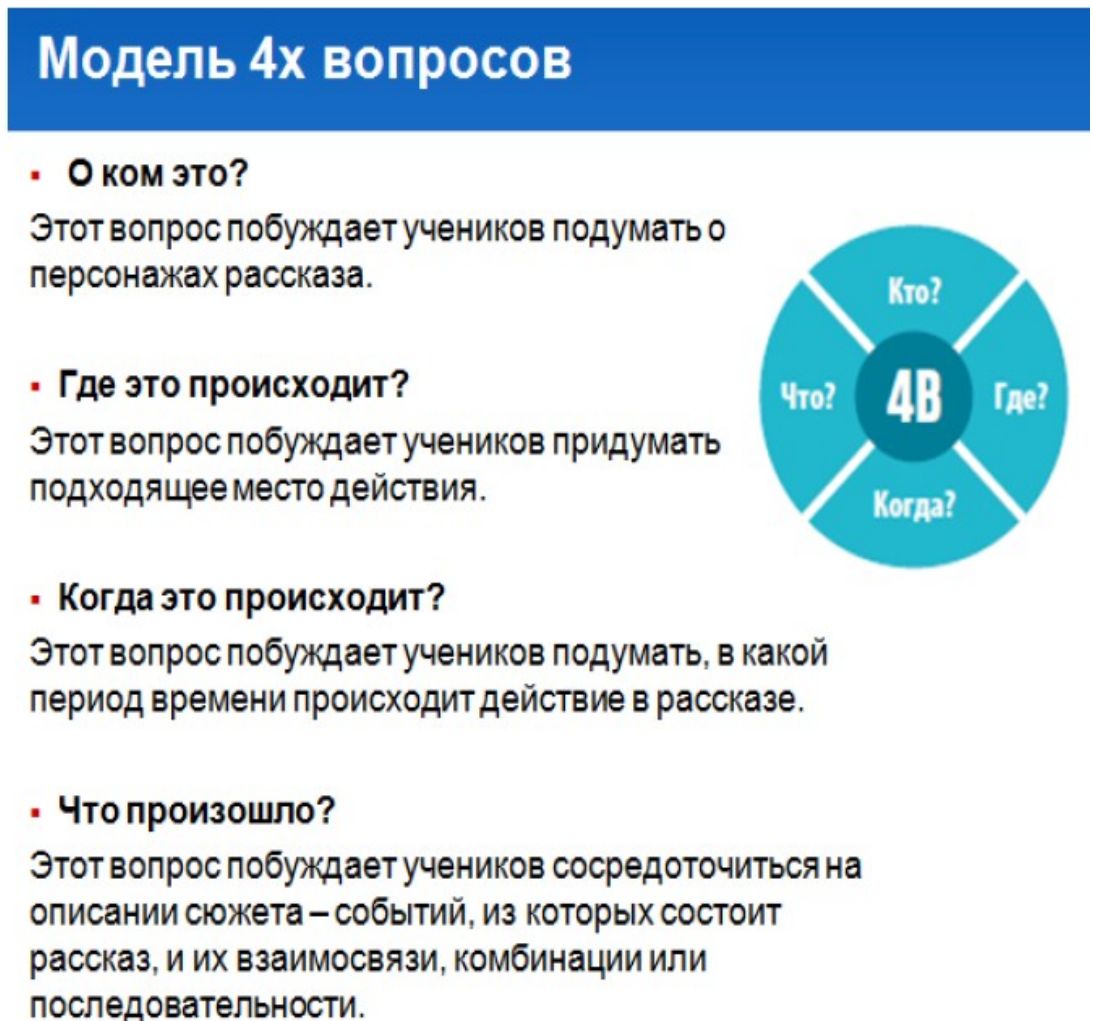 Модель 4х вопросов
▪ О ком это?
Этот вопрос побуждает учеников подумать о
персонажах рассказа.
▪ Где это происходит?
Этот вопрос побуждает учеников придумать
подходящее место действия.
▪ Когда это происходит?
Этот вопрос побуждает учеников подумать, в какой
период времени происходит действие в рассказе.
▪ Что произошло?
Этот вопрос побуждает учеников сосредоточиться на
описании сюжета – событий, из которых состоит
рассказ, и их взаимосвязи, комбинации или
последовательности.
Кто?
Что?
4В
Где?
Когда?